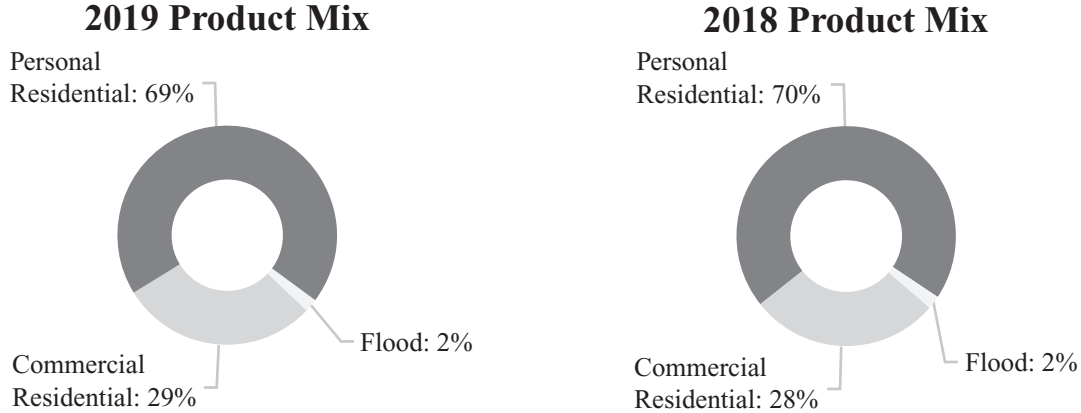 2019 Product Mix
Personal
Residential: 69%
Commercial
Residential: 29%
Flood: 2%
2018 Product Mix
Personal
Residential: 70%
Commercial
Residential: 28%
Flood: 2%